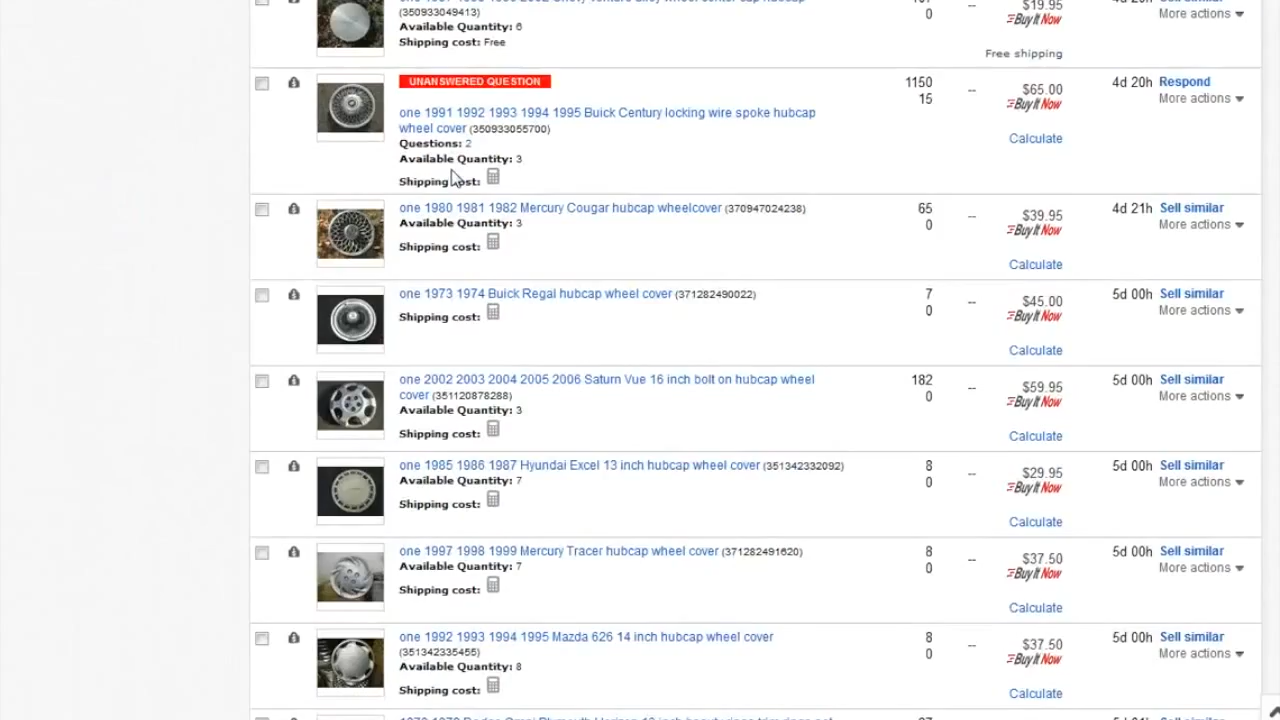 (350933049413)
$19.95
0
Buy It Now
More actions
Available Quantity: 6
Shipping cost: Free
Free shipping
UNANSWERED QUESTION
1150
15
--
$65.00
Buy It Now
4d 20h
Respond
More actions
one 1991 1992 1993 1994 1995 Buick Century locking wire spoke hubcap
wheel cover (350933055700)
Questions: 2
Calculate
Available Quantity: 3
Shipping cost:
one 1980 1981 1982 Mercury Cougar hubcap wheelcover (370947024238)
65
0
--
$39.95
Buy It Now
4d 21h
Sell similar
More actions
Available Quantity: 3
Shipping cost:
Calculate
one 1973 1974 Buick Regal hubcap wheel cover (371282490022)
7
0
--
$45.00
Buy It Now
5d 00h
Sell similar
More actions
Shipping cost:
Calculate
one 2002 2003 2004 2005 2006 Saturn Vue 16 inch bolt on hubcap wheel
cover (351120878288)
182
0
--
$59.95
Buy It Now
5d 00h
Sell similar
More actions
Available Quantity: 3
Shipping cost:
Calculate
one 1985 1986 1987 Hyundai Excel 13 inch hubcap wheel cover (351342332092)
8
0
--
$29.95
Buy It Now
5d 00h
Sell similar
More actions
Available Quantity: 7
Shipping cost:
Calculate
one 1997 1998 1999 Mercury Tracer hubcap wheel cover (371282491620)
8
0
--
$37.50
Buy It Now
5d 00h
Sell similar
More actions
Available Quantity: 7
Shipping cost:
Calculate
one 1992 1993 1994 1995 Mazda 626 14 inch hubcap wheel cover
(351342335455)
8
0
--
$37.50
Buy It Now
5d 00h
Sell similar
More actions
Available Quantity: 8
Shipping cost:
Calculate